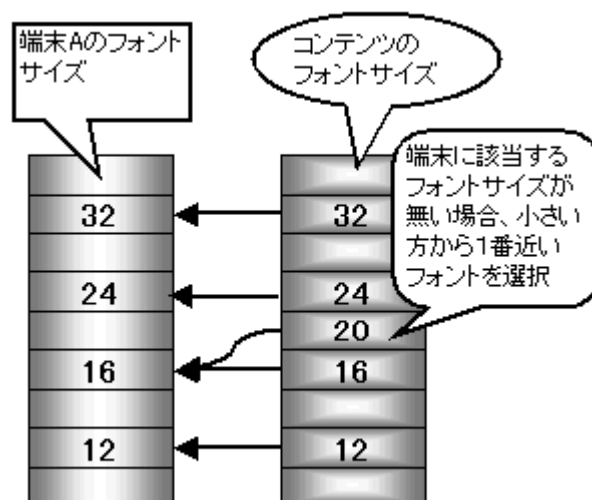 端末Aのフォント
サイズ
コンテンツの
フォントサイズ
端末に該当する
フォントサイズが
無い場合、小さい
方から1番近い
フォントを選択
32
24
16
12
32
24
20
16
12